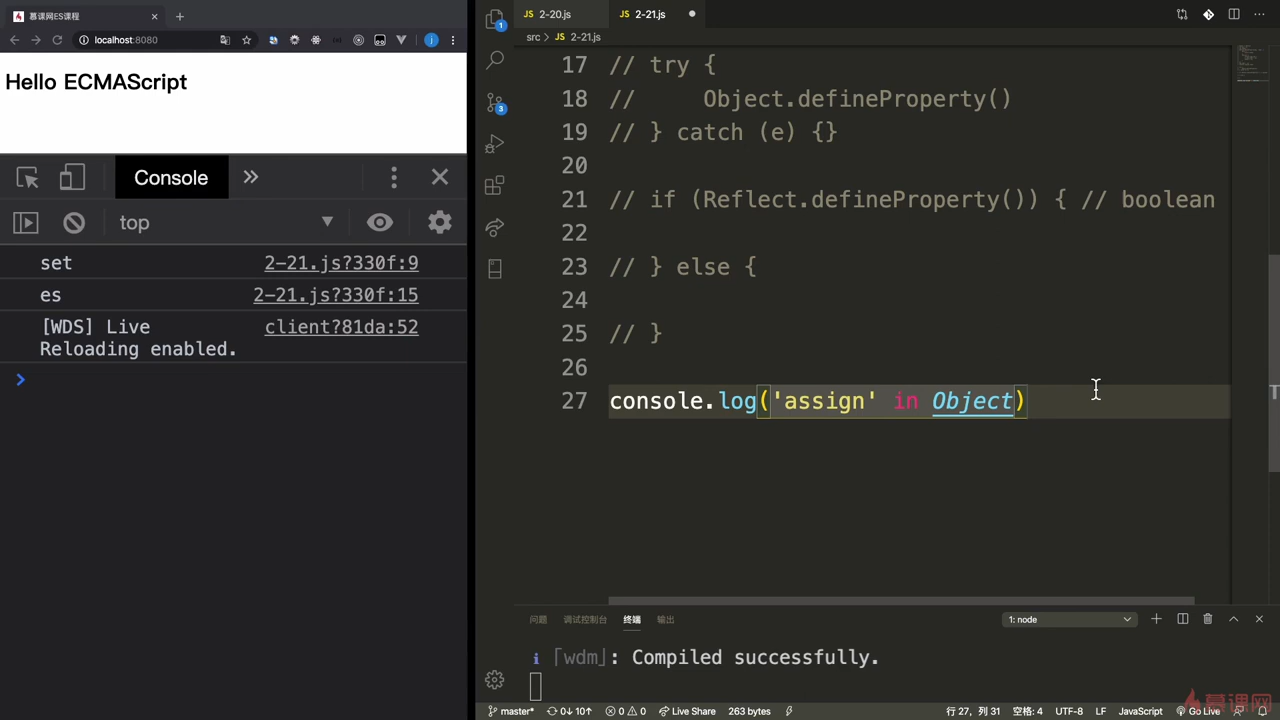 慕课网ES课程
localhost:8080
Hello ECMAScript
Console
top
set 2-21.js?330f:9
es 2-21.js?330f:15
[WDS] Live client?81da:52
Reloading enabled.
2-20.js
2-21.js
src > JS 2-21.js
17 // try {
18 //     Object.defineProperty()
19 // } catch (e) {}
20
21 // if (Reflect.defineProperty()) { // boolean
22
23 // } else {
24
25 // }
26
27 console.log('assign' in Object)
问题 调试控制台 终端 输出 1: node
i ｢wdm｣: Compiled successfully.
master* 0↓ 10↑ 0 0 Live Share 263 bytes 行 27, 列 31 空格: 4 UTF-8 LF JavaScript Go Live
慕课网